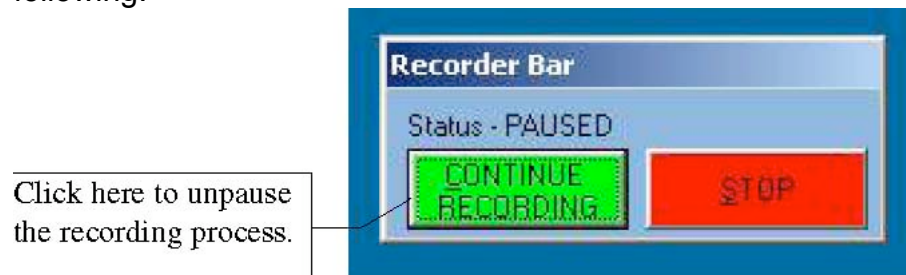 following:
Recorder Bar
Status - PAUSED
CONTINUE
RECORDING
STOP
Click here to unpause
the recording process.